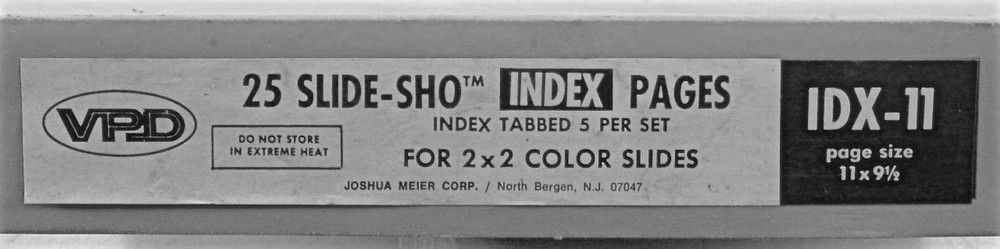 VPD
DO NOT STORE
IN EXTREME HEAT
25 SLIDE-SHO™ INDEX PAGES
INDEX TABBED 5 PER SET
FOR 2x2 COLOR SLIDES
JOSHUA MEIER CORP. / North Bergen, N.J. 07047
IDX-11
page size
11x9½